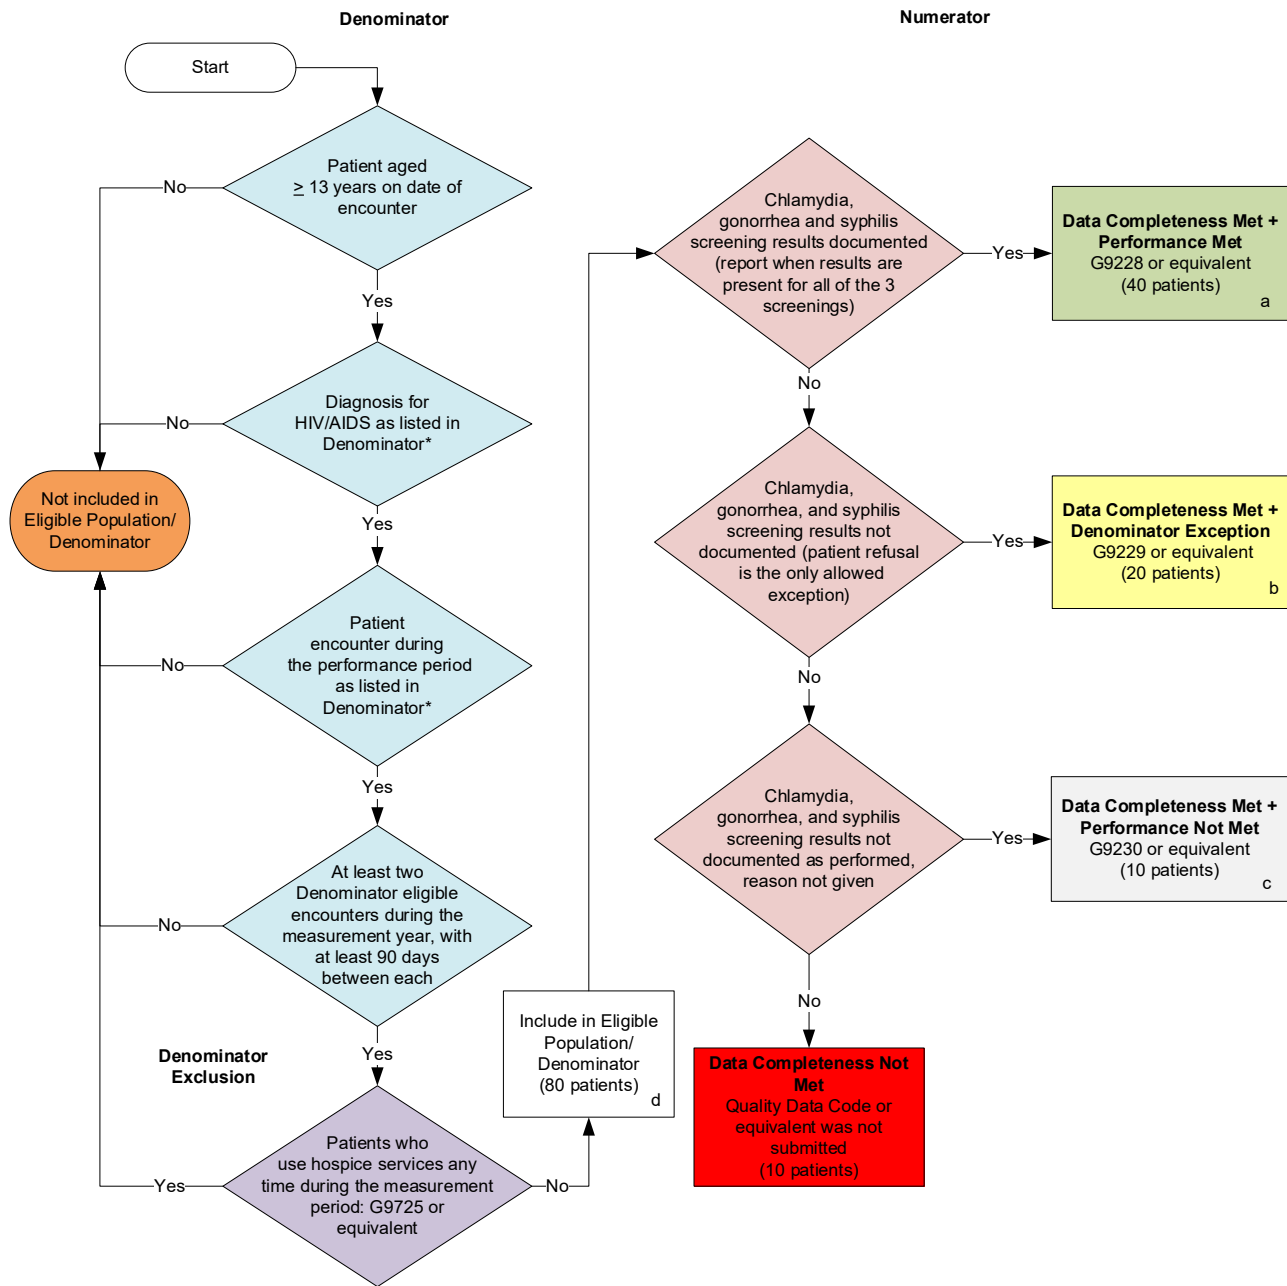 Denominator
Numerator
Start
Patient aged
≥ 13 years on date of
encounter
No
Yes
Diagnosis for
HIV/AIDS as listed in
Denominator*
No
Yes
Not included in
Eligible Population/
Denominator
Patient
encounter during
the performance period
as listed in
Denominator*
No
Yes
At least two
Denominator eligible
encounters during the
measurement year, with
at least 90 days
between each
No
Yes
Denominator
Exclusion
Patients who
use hospice services any
time during the measurement
period: G9725 or
equivalent
Yes
No
Include in Eligible
Population/
Denominator
(80 patients)
d
Chlamydia,
gonorrhea and syphilis
screening results documented
(report when results are
present for all of the 3
screenings)
Yes
Data Completeness Met +
Performance Met
G9228 or equivalent
(40 patients)
a
No
Chlamydia,
gonorrhea, and syphilis
screening results not
documented (patient refusal
is the only allowed
exception)
Yes
Data Completeness Met +
Denominator Exception
G9229 or equivalent
(20 patients)
b
No
Chlamydia,
gonorrhea, and syphilis
screening results not
documented as performed,
reason not given
Yes
Data Completeness Met +
Performance Not Met
G9230 or equivalent
(10 patients)
c
No
Data Completeness Not
Met
Quality Data Code or
equivalent was not
submitted
(10 patients)